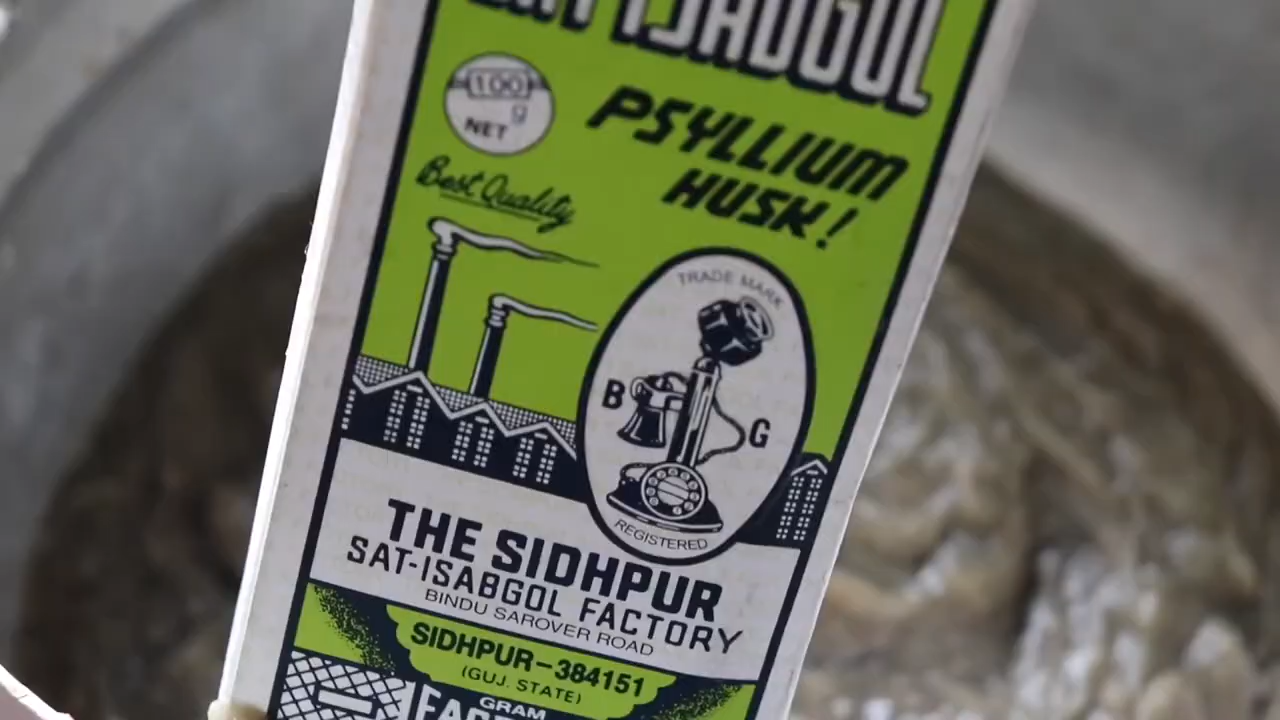 ISABGOL
100
g
NET
PSYLLIUM
HUSK!
Best Quality
TRADE MARK
B G
REGISTERED
THE SIDHPUR
SAT-ISABGOL FACTORY
BINDU SAROVER ROAD
SIDHPUR-384151
(GUJ. STATE)
GRAM